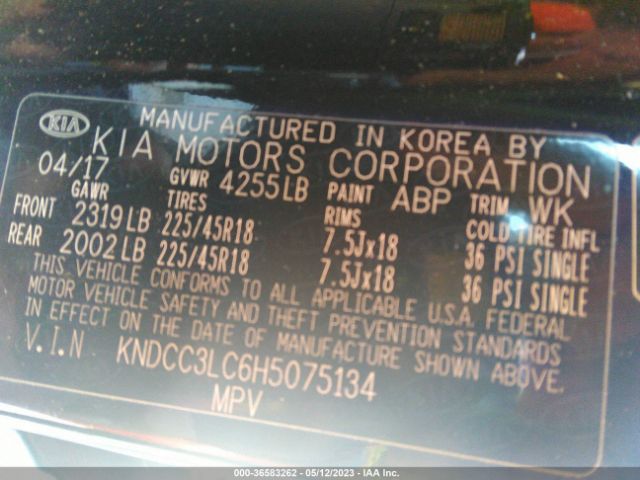 KIA MANUFACTURED IN KOREA BY
KIA MOTORS CORPORATION
04/17 GVWR 4255LB PAINT ABP TRIM WK
GAWR TIRES RIMS COLD TIRE INFL
FRONT 2319LB 225/45R18 7.5Jx18 36 PSI SINGLE
REAR 2002LB 225/45R18 7.5Jx18 36 PSI SINGLE
THIS VEHICLE CONFORMS TO ALL APPLICABLE U.S.A. FEDERAL
MOTOR VEHICLE SAFETY AND THEFT PREVENTION STANDARDS
IN EFFECT ON THE DATE OF MANUFACTURE SHOWN ABOVE.
V.I.N KNDCC3LC6H5075134
MPV
000-36583262 - 05/12/2023 - IAA Inc.